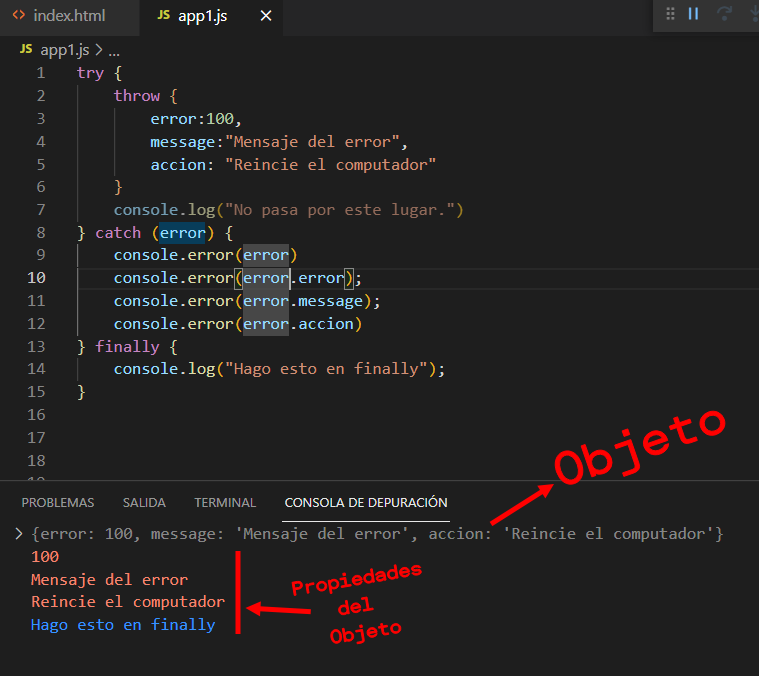 index.html
JS app1.js ×
JS app1.js > ...
1 try {
2 throw {
3 error:100,
4 message:"Mensaje del error",
5 accion: "Reincie el computador"
6 }
7 console.log("No pasa por este lugar.")
8 } catch (error) {
9 console.error(error)
10 console.error(error.error);
11 console.error(error.message);
12 console.error(error.accion)
13 } finally {
14 console.log("Hago esto en finally");
15 }
16
17
18
Objeto
PROBLEMAS SALIDA TERMINAL CONSOLA DE DEPURACIÓN
> {error: 100, message: 'Mensaje del error', accion: 'Reincie el computador'}
100
Mensaje del error
Reincie el computador
Hago esto en finally
Propiedades
del
Objeto